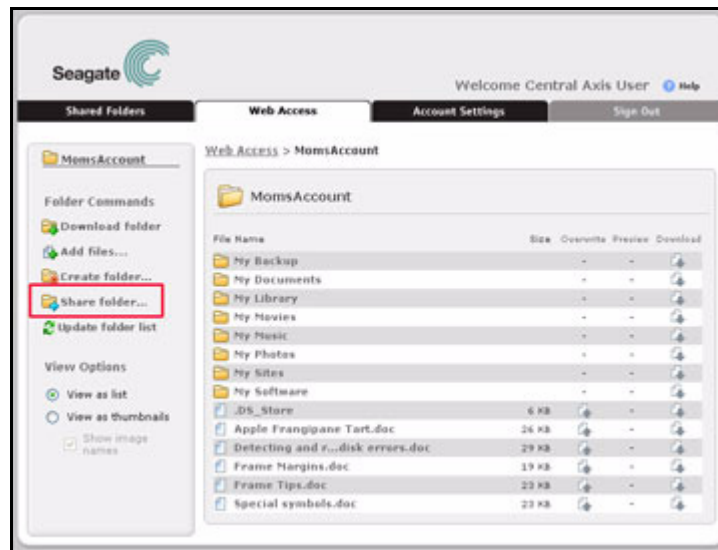 Seagate
Welcome Central Axis User Help
Shared Folders Web Access Account Settings Sign Out
MomsAccount
Folder Commands
Download folder
Add files...
Create folder...
Share folder...
Update folder list
View Options
View as list
View as thumbnails
Show image names
Web Access > MomsAccount
MomsAccount
File Name Size Overwrite Preview Download
My Backup - -
My Documents - -
My Library - -
My Movies - -
My Music - -
My Photos - -
My Sites - -
My Software - -
.DS_Store 6 KB -
Apple Frangipane Tart.doc 26 KB -
Detecting and r...disk errors.doc 29 KB -
Frame Margins.doc 19 KB -
Frame Tips.doc 23 KB -
Special symbols.doc 23 KB -